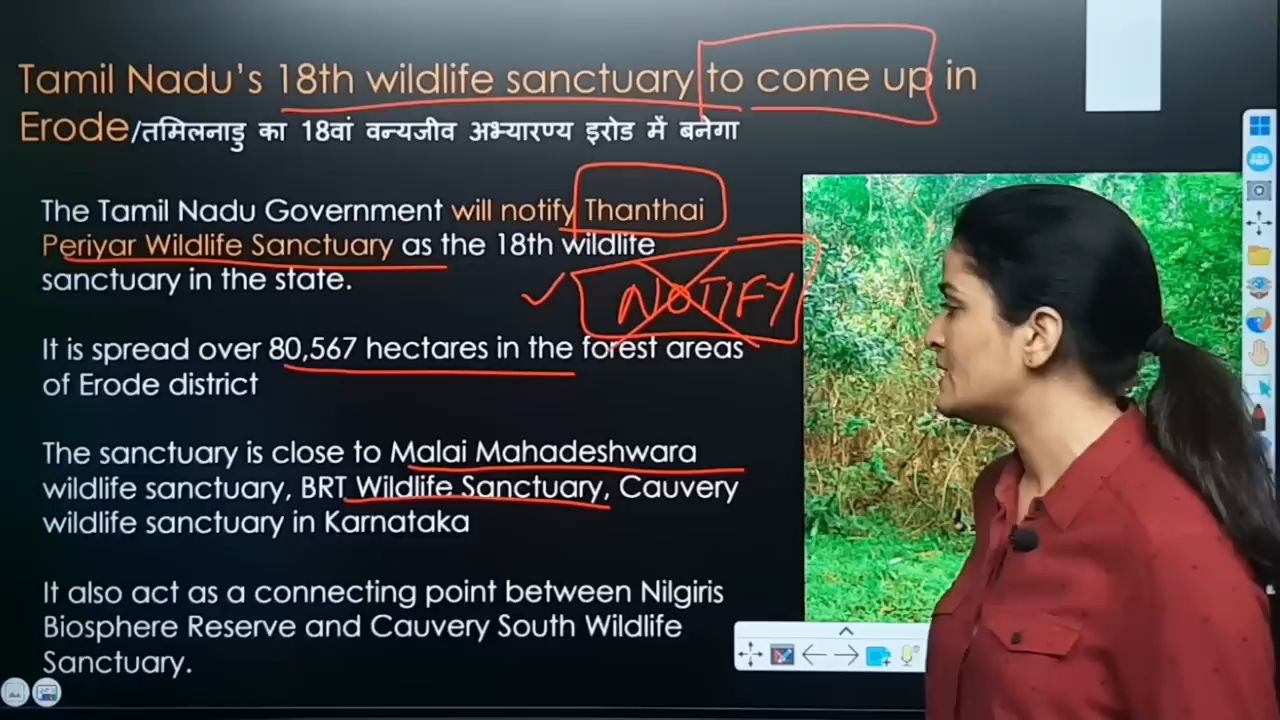 Tamil Nadu's 18th wildlife sanctuary to come up in
Erode/तमिलनाडु का 18वां वन्यजीव अभ्यारण्य इरोड में बनेगा
The Tamil Nadu Government will notify Thanthai
Periyar Wildlife Sanctuary as the 18th wildlife
sanctuary in the state.
NOTIFY
It is spread over 80,567 hectares in the forest areas
of Erode district
The sanctuary is close to Malai Mahadeshwara
wildlife sanctuary, BRT Wildlife Sanctuary, Cauvery
wildlife sanctuary in Karnataka
It also act as a connecting point between Nilgiris
Biosphere Reserve and Cauvery South Wildlife
Sanctuary.